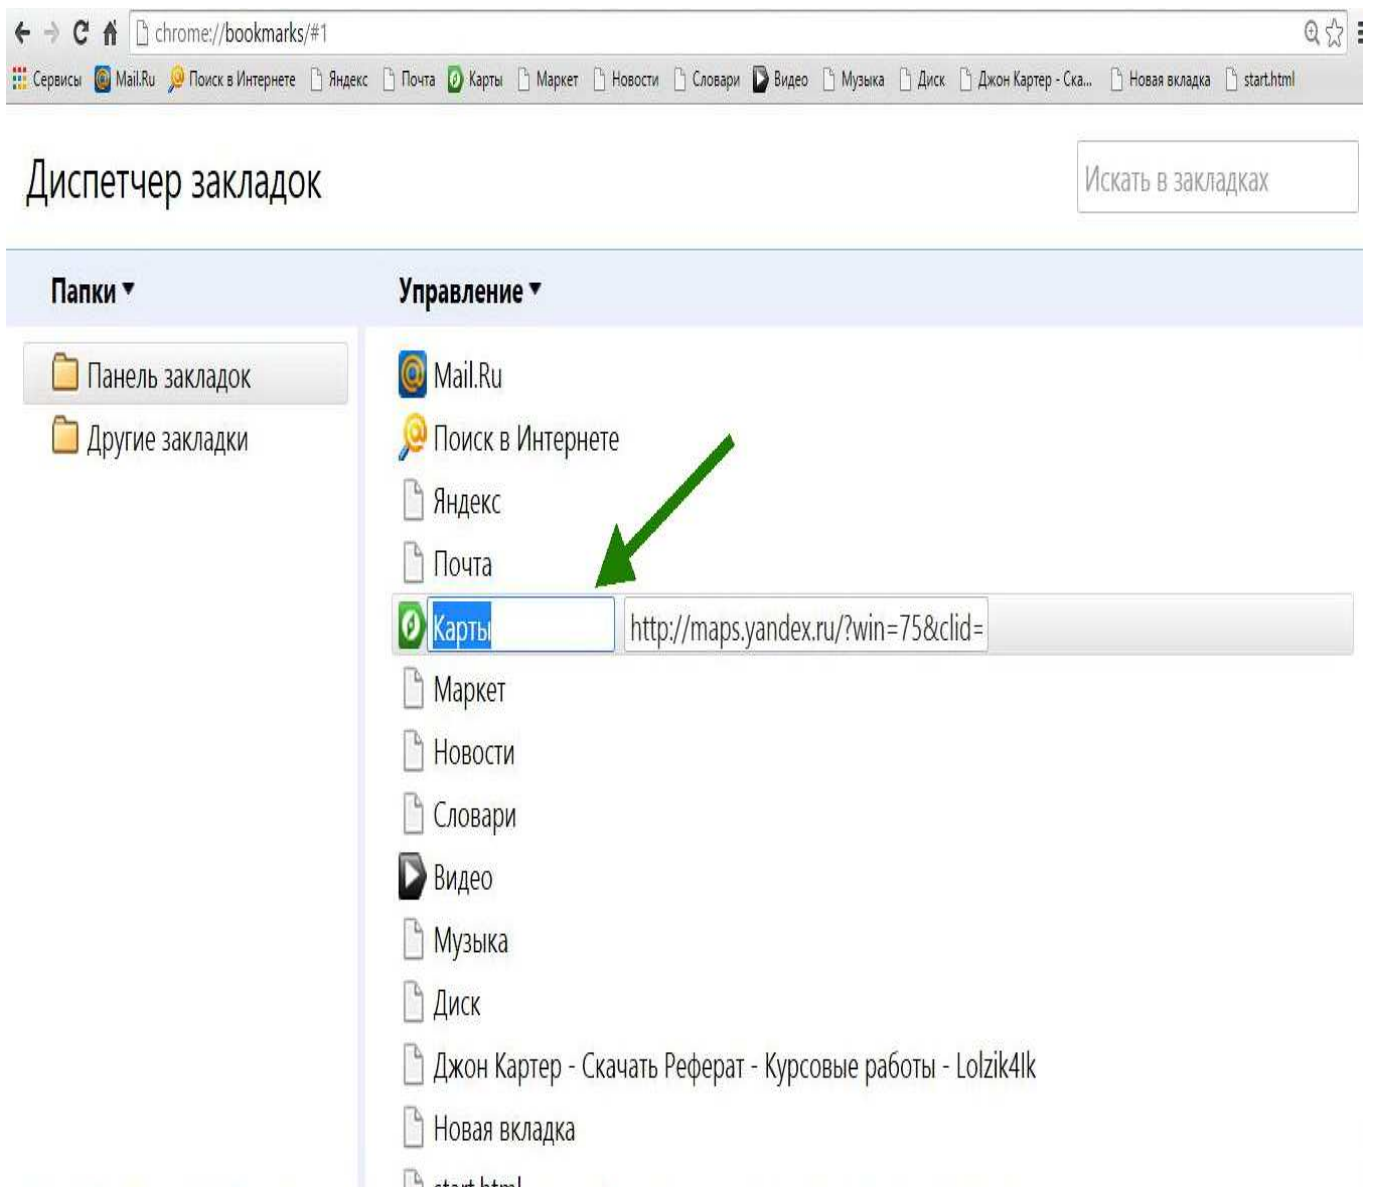 chrome://bookmarks/#1
Сервисы Mail.Ru Поиск в Интернете Яндекс Почта Карты Маркет Новости Словари Видео Музыка Диск Джон Картер - Ска... Новая вкладка start.html
Диспетчер закладок Искать в закладках
Папки Управление
Панель закладок
Другие закладки
Mail.Ru
Поиск в Интернете
Яндекс
Почта
Карты http://maps.yandex.ru/?win=75&clid=
Маркет
Новости
Словари
Видео
Музыка
Диск
Джон Картер - Скачать Реферат - Курсовые работы - Lolzik4Ik
Новая вкладка
start.html